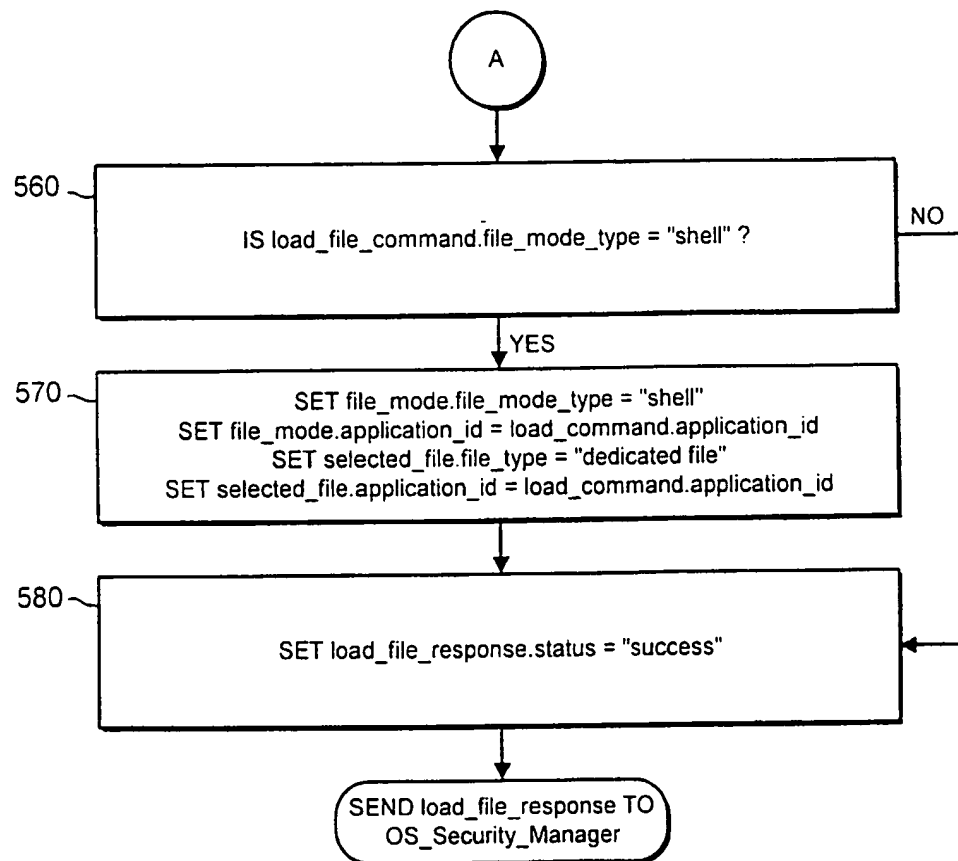 A
560
IS load_file_command.file_mode_type = "shell" ?
NO
YES
570
SET file_mode.file_mode_type = "shell"
SET file_mode.application_id = load_command.application_id
SET selected_file.file_type = "dedicated file"
SET selected_file.application_id = load_command.application_id
580
SET load_file_response.status = "success"
SEND load_file_response TO
OS_Security_Manager